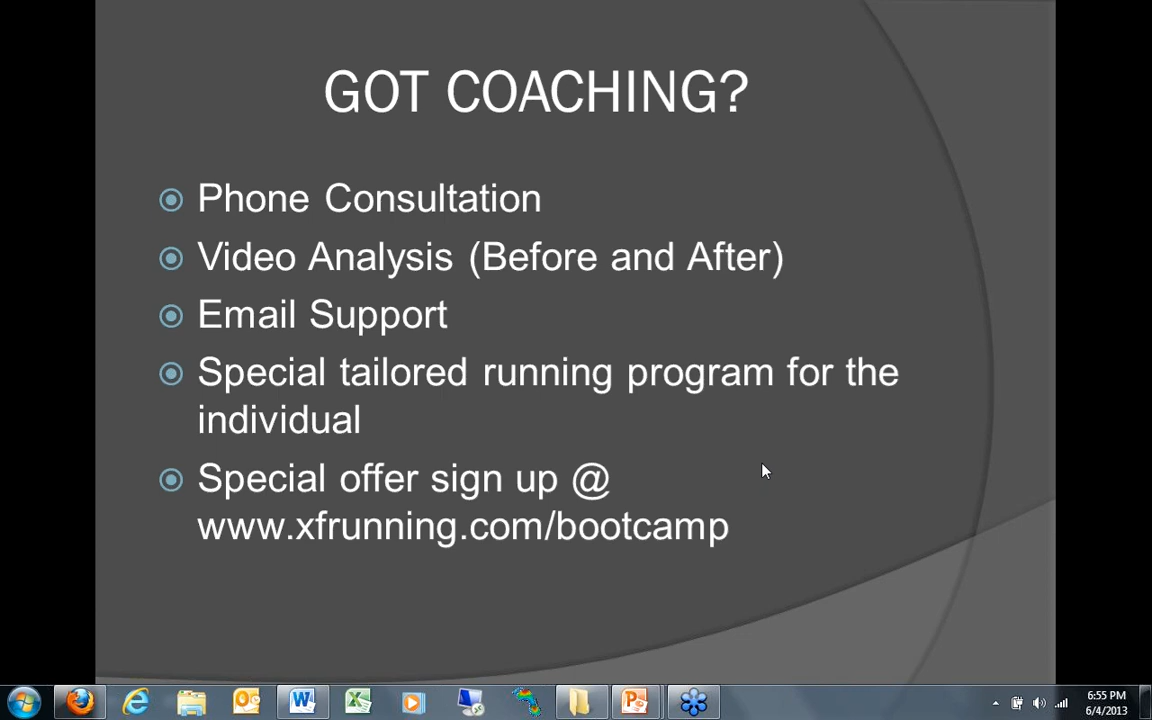 GOT COACHING?
Phone Consultation
Video Analysis (Before and After)
Email Support
Special tailored running program for the
individual
Special offer sign up @
www.xfrunning.com/bootcamp
6:55 PM
6/4/2013